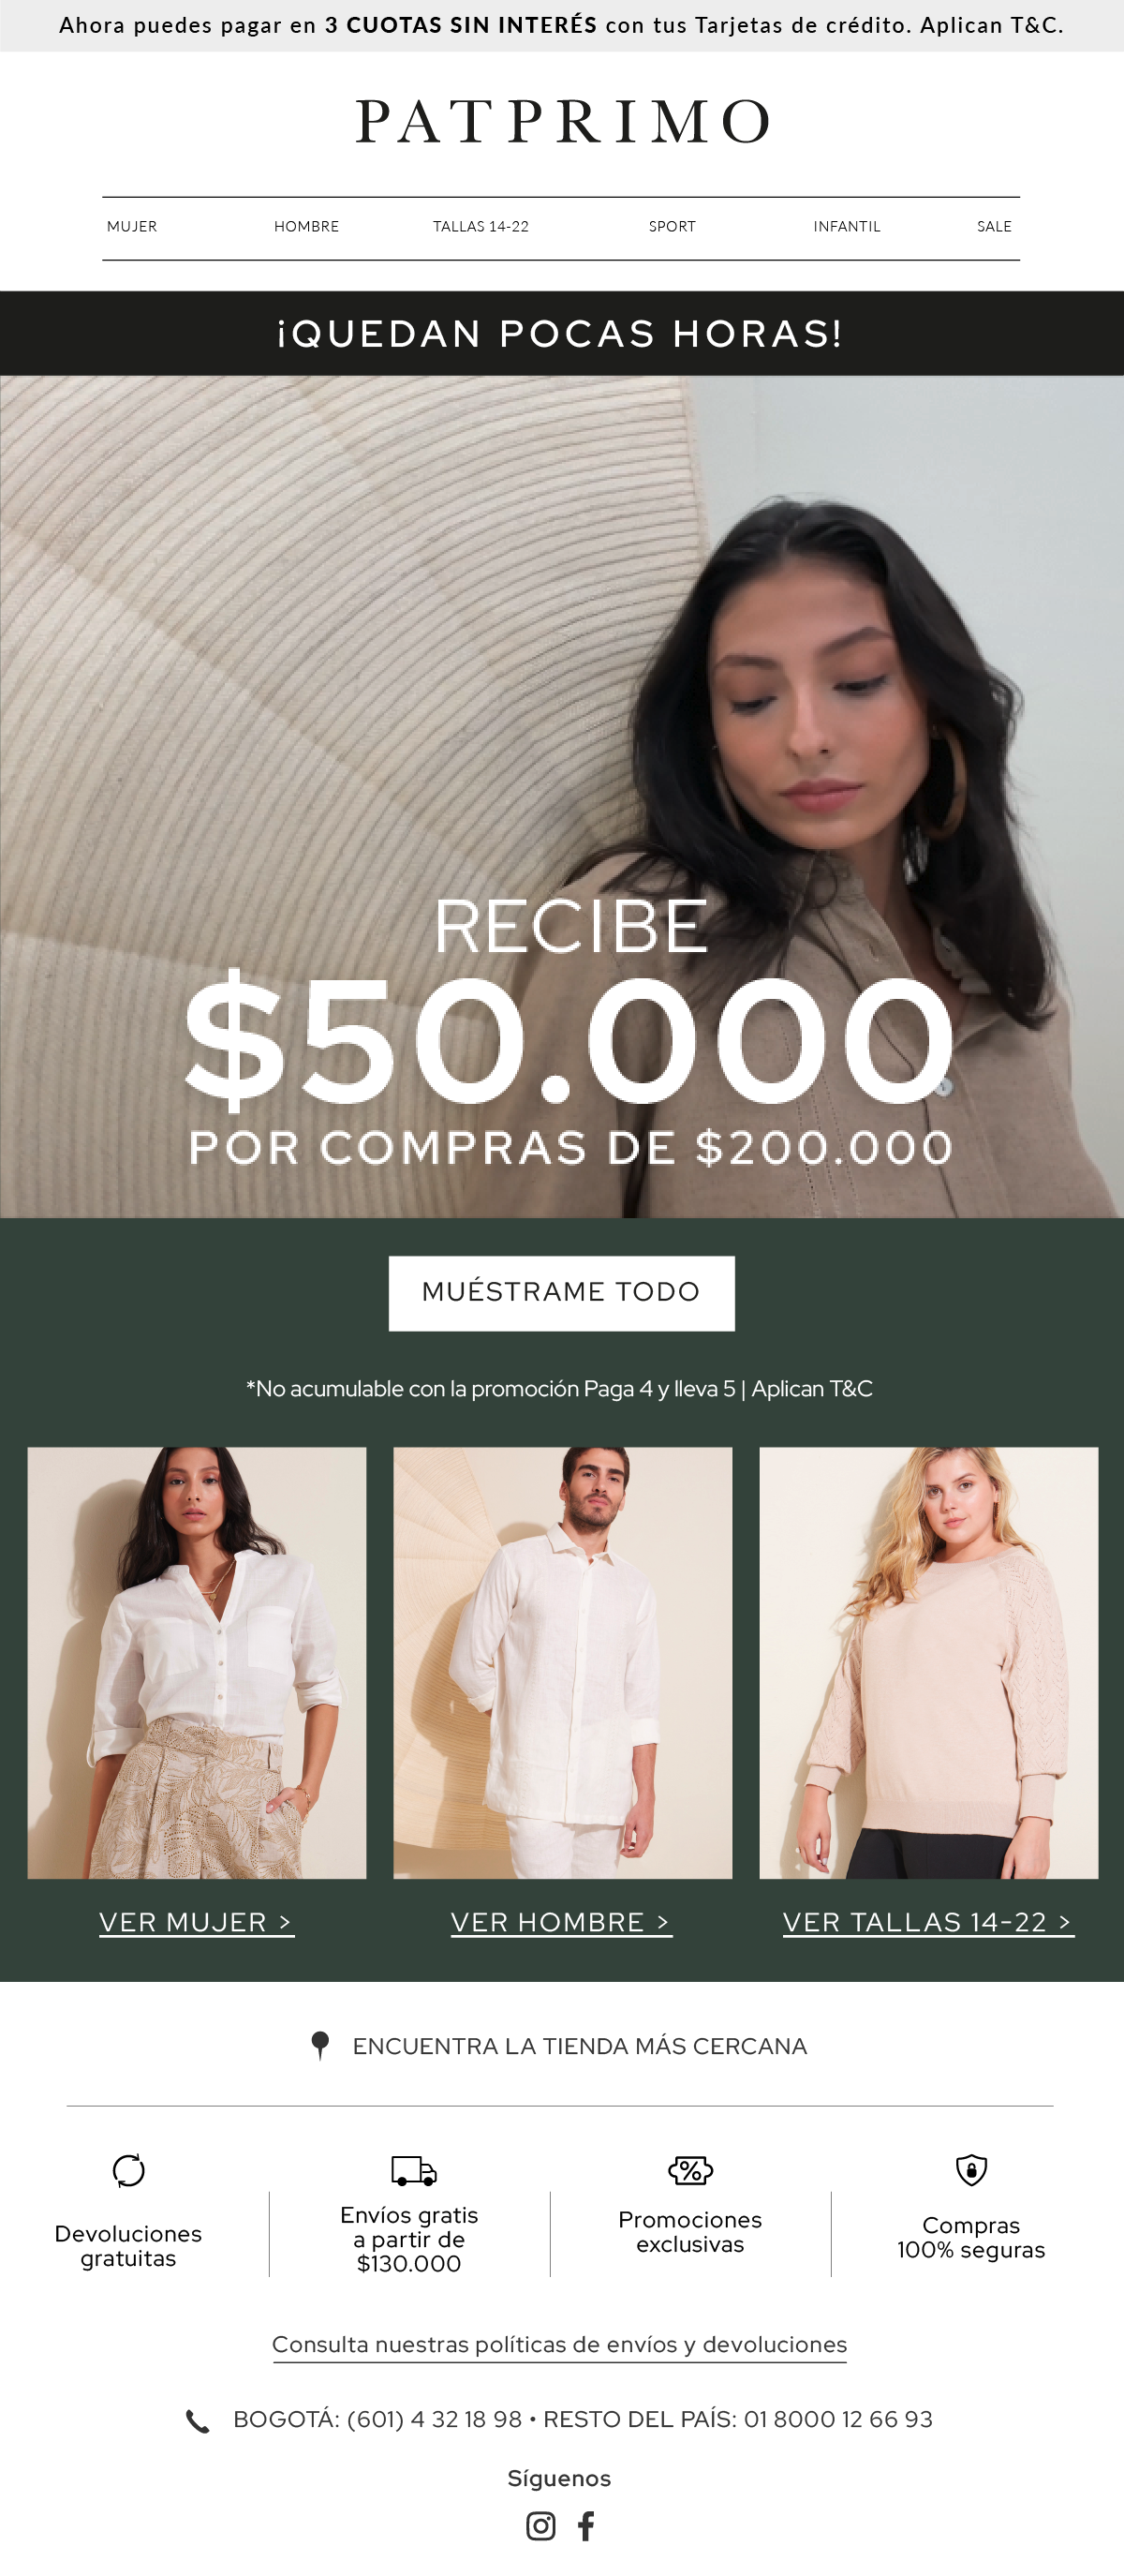 Ahora puedes pagar en 3 CUOTAS SIN INTERÉS con tus Tarjetas de crédito. Aplican T&C.
PATPRIMO
MUJER HOMBRE TALLAS 14-22 SPORT INFANTIL SALE
¡QUEDAN POCAS HORAS!
RECIBE
$50.000
POR COMPRAS DE $200.000
MUÉSTRAME TODO
*No acumulable con la promoción Paga 4 y lleva 5 | Aplican T&C
VER MUJER > VER HOMBRE > VER TALLAS 14-22 >
ENCUENTRA LA TIENDA MÁS CERCANA
Devoluciones
gratuitas
Envíos gratis
a partir de
$130.000
Promociones
exclusivas
Compras
100% seguras
Consulta nuestras políticas de envíos y devoluciones
BOGOTÁ: (601) 4 32 18 98 • RESTO DEL PAÍS: 01 8000 12 66 93
Síguenos